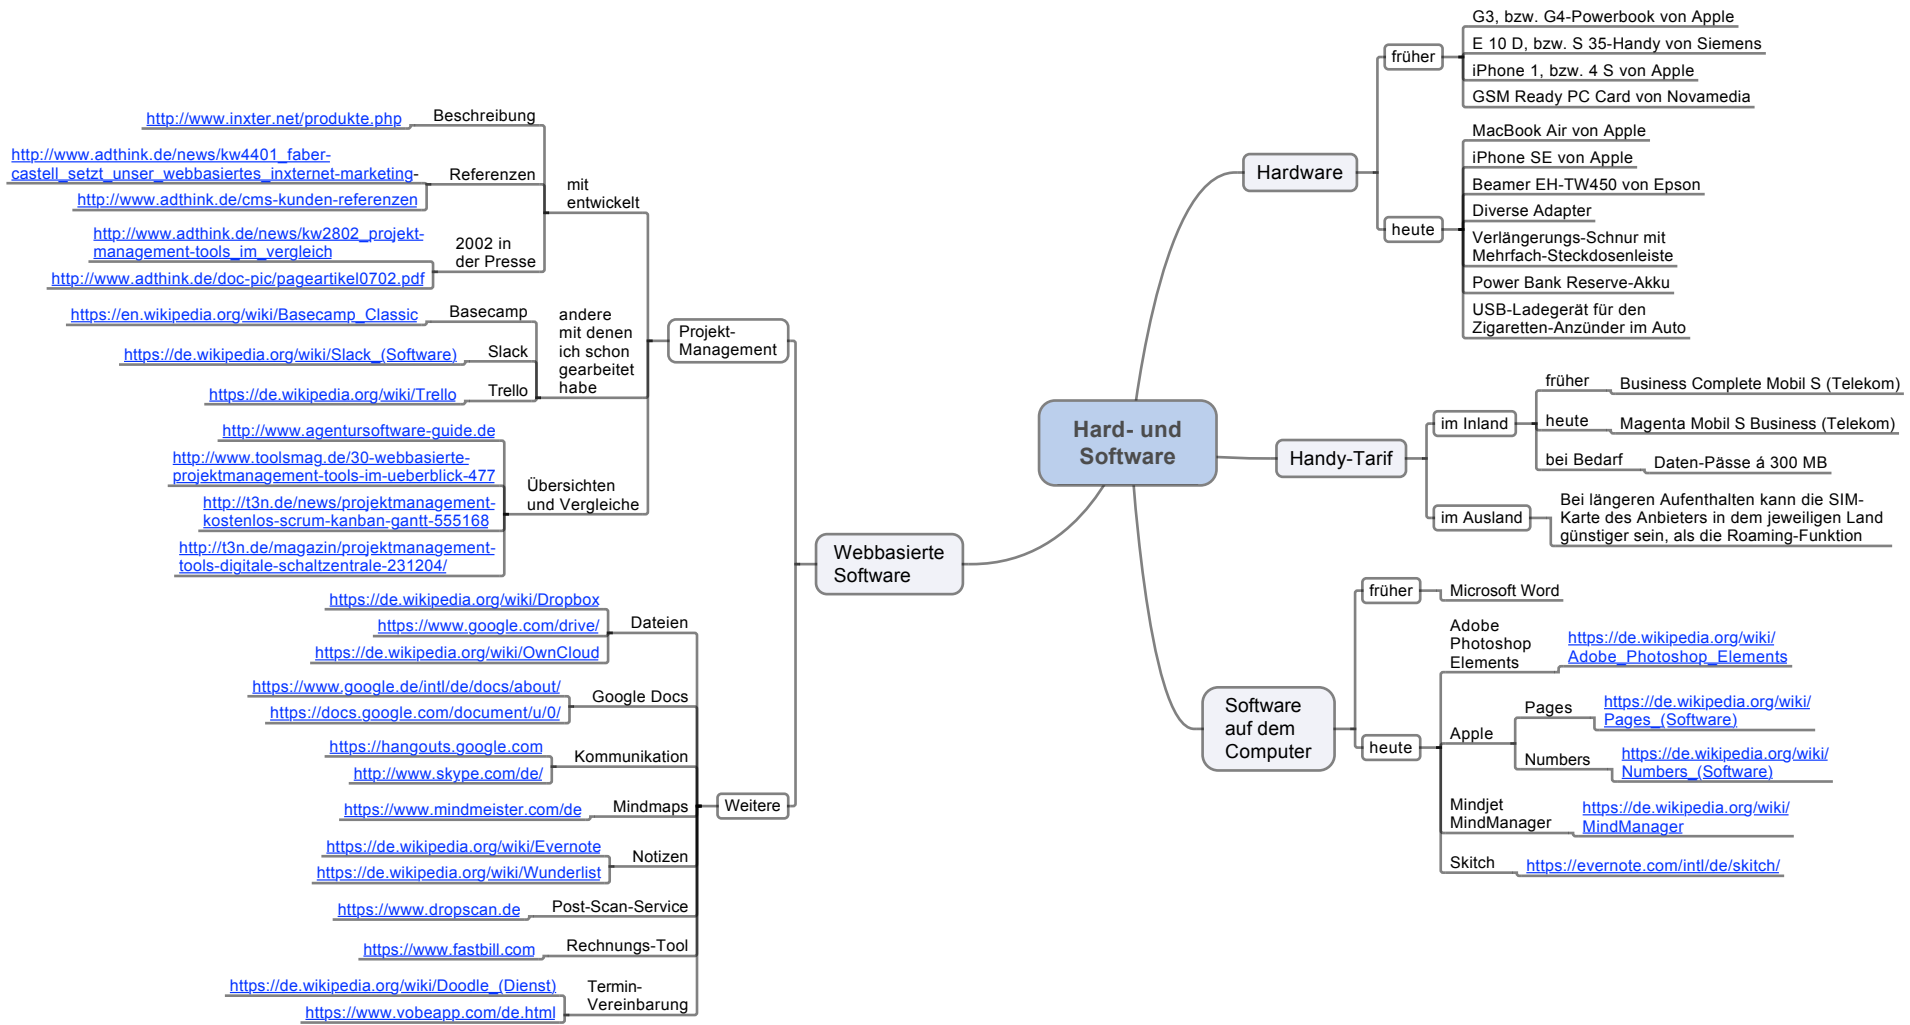 Hard- und
Software
Hardware
früher
G3, bzw. G4-Powerbook von Apple
E 10 D, bzw. S 35-Handy von Siemens
iPhone 1, bzw. 4 S von Apple
GSM Ready PC Card von Novamedia
heute
MacBook Air von Apple
iPhone SE von Apple
Beamer EH-TW450 von Epson
Diverse Adapter
Verlängerungs-Schnur mit
Mehrfach-Steckdosenleiste
Power Bank Reserve-Akku
USB-Ladegerät für den
Zigaretten-Anzünder im Auto
Handy-Tarif
im Inland
früher
Business Complete Mobil S (Telekom)
heute
Magenta Mobil S Business (Telekom)
bei Bedarf
Daten-Pässe á 300 MB
im Ausland
Bei längeren Aufenthalten kann die SIM-
Karte des Anbieters in dem jeweiligen Land
günstiger sein, als die Roaming-Funktion
Software
auf dem
Computer
früher
Microsoft Word
heute
Adobe
Photoshop
Elements
https://de.wikipedia.org/wiki/
Adobe_Photoshop_Elements
Apple
Pages
https://de.wikipedia.org/wiki/
Pages_(Software)
Numbers
https://de.wikipedia.org/wiki/
Numbers_(Software)
Mindjet
MindManager
https://de.wikipedia.org/wiki/
MindManager
Skitch
https://evernote.com/intl/de/skitch/
Webbasierte
Software
Projekt-
Management
mit
entwickelt
Beschreibung
http://www.inxter.net/produkte.php
Referenzen
http://www.adthink.de/news/kw4401_faber-
castell_setzt_unser_webbasiertes_inxternet-marketing-
http://www.adthink.de/cms-kunden-referenzen
2002 in
der Presse
http://www.adthink.de/news/kw2802_projekt-
management-tools_im_vergleich
http://www.adthink.de/doc-pic/pageartikel0702.pdf
andere
mit denen
ich schon
gearbeitet
habe
Basecamp
https://en.wikipedia.org/wiki/Basecamp_Classic
Slack
https://de.wikipedia.org/wiki/Slack_(Software)
Trello
https://de.wikipedia.org/wiki/Trello
Übersichten
und Vergleiche
http://www.agentursoftware-guide.de
http://www.toolsmag.de/30-webbasierte-
projektmanagement-tools-im-ueberblick-477
http://t3n.de/news/projektmanagement-
kostenlos-scrum-kanban-gantt-555168
http://t3n.de/magazin/projektmanagement-
tools-digitale-schaltzentrale-231204/
Weitere
Dateien
https://de.wikipedia.org/wiki/Dropbox
https://www.google.com/drive/
https://de.wikipedia.org/wiki/OwnCloud
Google Docs
https://www.google.de/intl/de/docs/about/
https://docs.google.com/document/u/0/
Kommunikation
https://hangouts.google.com
http://www.skype.com/de/
Mindmaps
https://www.mindmeister.com/de
Notizen
https://de.wikipedia.org/wiki/Evernote
https://de.wikipedia.org/wiki/Wunderlist
Post-Scan-Service
https://www.dropscan.de
Rechnungs-Tool
https://www.fastbill.com
Termin-
Vereinbarung
https://de.wikipedia.org/wiki/Doodle_(Dienst)
https://www.vobeapp.com/de.html